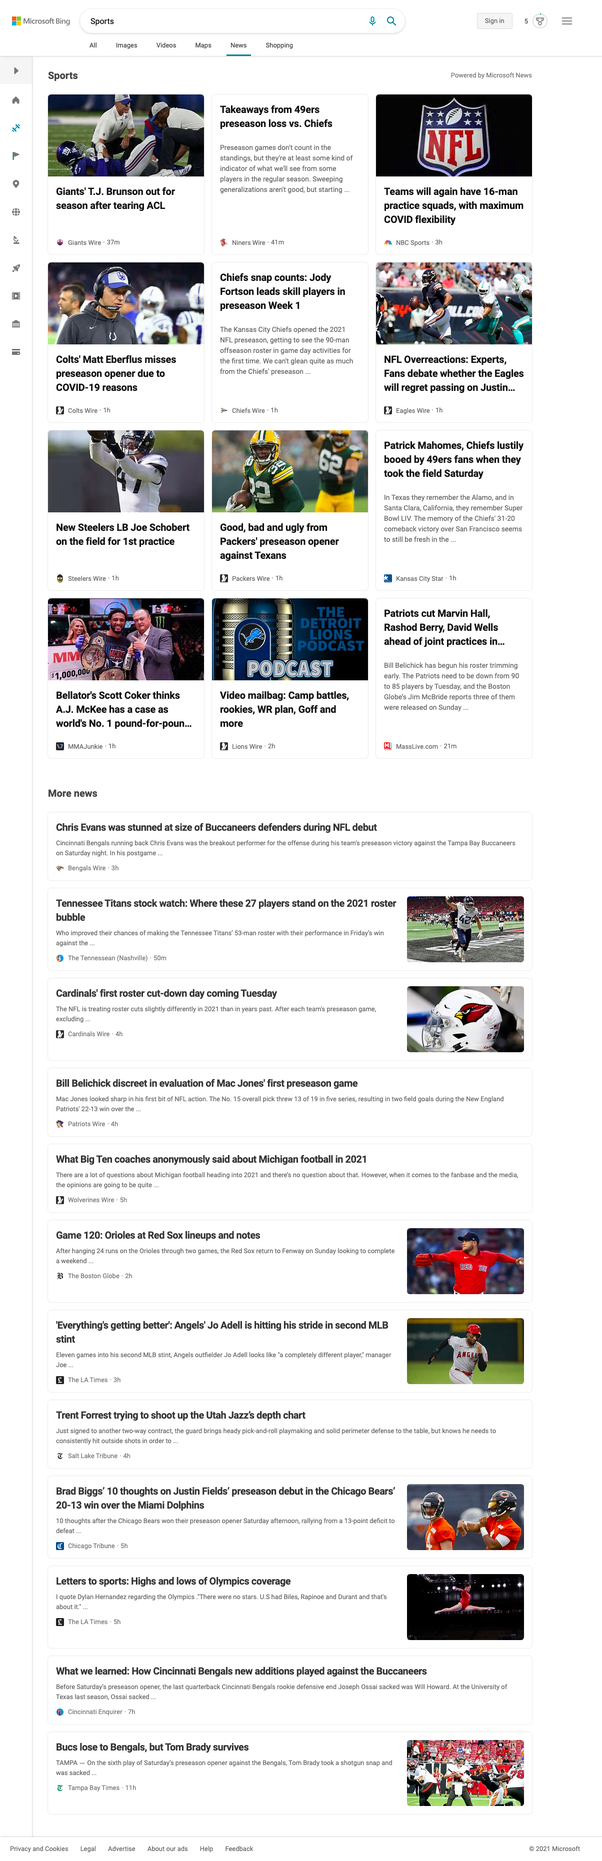 Microsoft Bing
Sports
Sign in
5
All Images Videos Maps News Shopping
Sports
Powered by Microsoft News
Giants' T.J. Brunson out for
season after tearing ACL
Giants Wire · 37m
Takeaways from 49ers
preseason loss vs. Chiefs
Preseason games don't count in the
standings, but they're at least some kind of
indicator of what we'll see from some
players in the regular season. Sweeping
generalizations aren't good, but starting ...
Niners Wire · 41m
NFL
Teams will again have 16-man
practice squads, with maximum
COVID flexibility
NBC Sports · 3h
Colts' Matt Eberflus misses
preseason opener due to
COVID-19 reasons
Colts Wire · 1h
Chiefs snap counts: Jody
Fortson leads skill players in
preseason Week 1
The Kansas City Chiefs opened the 2021
NFL preseason, getting to see the 90-man
offseason roster in game day activities for
the first time. We can't glean quite as much
from the Chiefs' preseason ...
Chiefs Wire · 1h
NFL Overreactions: Experts,
Fans debate whether the Eagles
will regret passing on Justin...
Eagles Wire · 1h
New Steelers LB Joe Schobert
on the field for 1st practice
Steelers Wire · 1h
Good, bad and ugly from
Packers' preseason opener
against Texans
Packers Wire · 1h
Patrick Mahomes, Chiefs lustily
booed by 49ers fans when they
took the field Saturday
In Texas they remember the Alamo, and in
Santa Clara, California, they remember Super
Bowl LIV. The memory of the Chiefs' 31-20
comeback victory over San Francisco seems
to still be fresh in the ...
Kansas City Star · 1h
MM
$1,000,000
Bellator's Scott Coker thinks
A.J. McKee has a case as
world's No. 1 pound-for-poun...
MMAJunkie · 1h
THE
DETROIT
LIONS
PODCAST
PODCAST
Video mailbag: Camp battles,
rookies, WR plan, Goff and
more
Lions Wire · 2h
Patriots cut Marvin Hall,
Rashod Berry, David Wells
ahead of joint practices in...
Bill Belichick has begun his roster trimming
early. The Patriots need to be down from 90
to 85 players by Tuesday, and the Boston
Globe's Jim McBride reports three of them
were released on Sunday ...
MassLive.com · 21m
More news
Chris Evans was stunned at size of Buccaneers defenders during NFL debut
Cincinnati Bengals running back Chris Evans was the breakout performer for the offense during his team's preseason victory against the Tampa Bay Buccaneers
on Saturday night. In his postgame ...
Bengals Wire · 3h
Tennessee Titans stock watch: Where these 27 players stand on the 2021 roster
bubble
Who improved their chances of making the Tennessee Titans' 53-man roster with their performance in Friday's win
against the ...
The Tennessean (Nashville) · 50m
Cardinals' first roster cut-down day coming Tuesday
The NFL is treating roster cuts slightly differently in 2021 than in years past. After each team's preseason game,
excluding ...
Cardinals Wire · 4h
Bill Belichick discreet in evaluation of Mac Jones' first preseason game
Mac Jones looked sharp in his first bit of NFL action. The No. 15 overall pick threw 13 of 19 in five series, resulting in two field goals during the New England
Patriots' 22-13 win over the ...
Patriots Wire · 4h
What Big Ten coaches anonymously said about Michigan football in 2021
There are a lot of questions about Michigan football heading into 2021 and there's no question about that. However, when it comes to the fanbase and the media,
the opinions are going to be quite ...
Wolverines Wire · 5h
Game 120: Orioles at Red Sox lineups and notes
After hanging 24 runs on the Orioles through two games, the Red Sox return to Fenway on Sunday looking to complete
a weekend ...
The Boston Globe · 2h
'Everything's getting better': Angels' Jo Adell is hitting his stride in second MLB
stint
Eleven games into his second MLB stint, Angels outfielder Jo Adell looks like "a completely different player," manager
Joe ...
The LA Times · 3h
Trent Forrest trying to shoot up the Utah Jazz's depth chart
Just signed to another two-way contract, the guard brings heady pick-and-roll playmaking and solid perimeter defense to the table, but knows he needs to
consistently hit outside shots in order to ...
Salt Lake Tribune · 4h
Brad Biggs' 10 thoughts on Justin Fields' preseason debut in the Chicago Bears'
20-13 win over the Miami Dolphins
10 thoughts after the Chicago Bears won their preseason opener Saturday afternoon, rallying from a 13-point deficit to
defeat ...
Chicago Tribune · 5h
Letters to sports: Highs and lows of Olympics coverage
I quote Dylan Hernandez regarding the Olympics ."There were no stars. U.S had Biles, Rapinoe and Durant and that's
about it." ...
The LA Times · 5h
What we learned: How Cincinnati Bengals new additions played against the Buccaneers
Before Saturday's preseason opener, the last quarterback Cincinnati Bengals rookie defensive end Joseph Ossai sacked was Will Howard. At the University of
Texas last season, Ossai sacked ...
Cincinnati Enquirer · 7h
Bucs lose to Bengals, but Tom Brady survives
TAMPA — On the sixth play of Saturday's preseason opener against the Bengals, Tom Brady took a shotgun snap and
was sacked ...
Tampa Bay Times · 11h
Privacy and Cookies Legal Advertise About our ads Help Feedback
© 2021 Microsoft